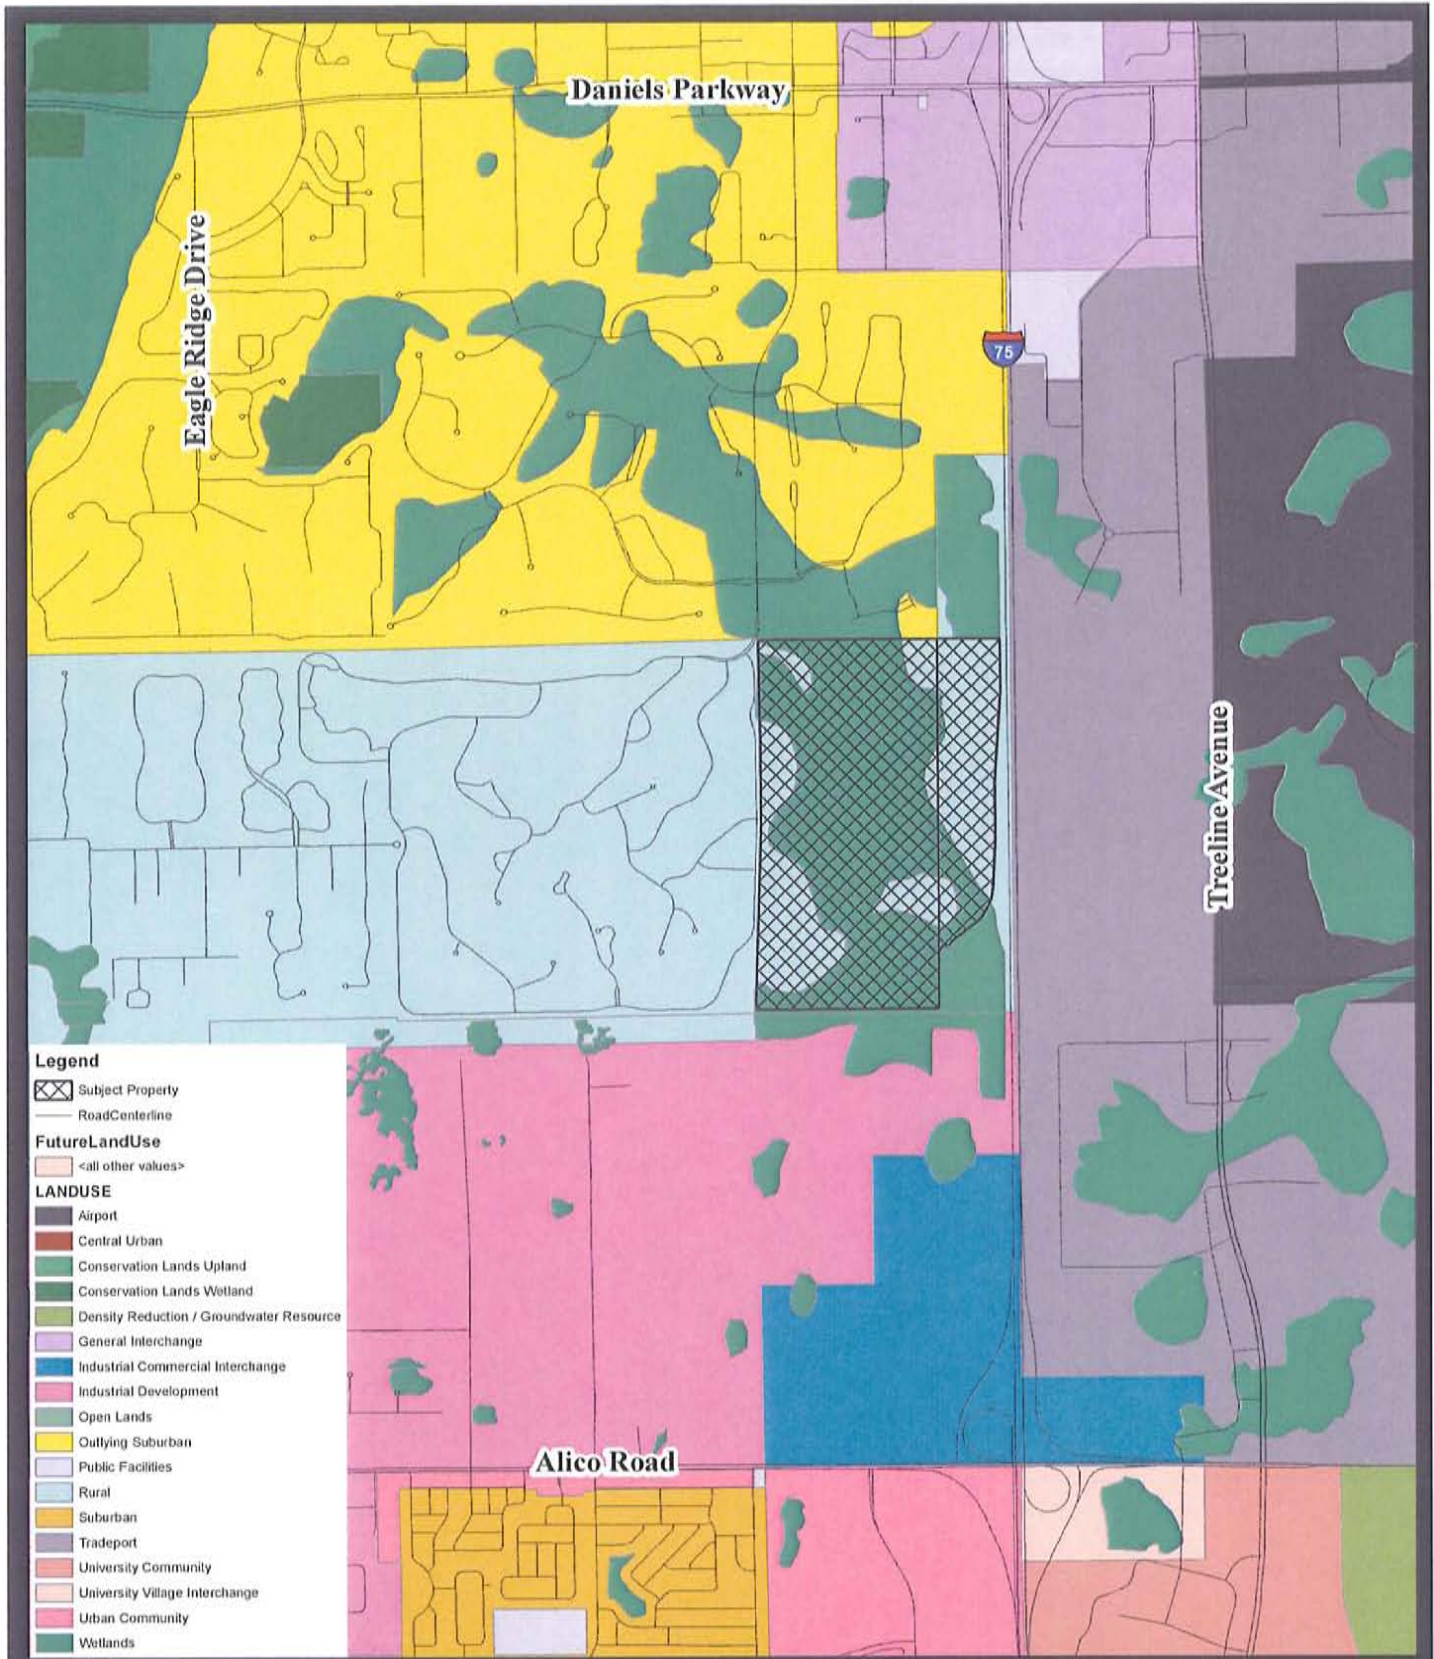 Daniels Parkway
Eagle Ridge Drive
75
Treeline Avenue
Legend
Subject Property
RoadCenterline
FutureLandUse
<all other values>
LANDUSE
Airport
Central Urban
Conservation Lands Upland
Conservation Lands Wetland
Density Reduction / Groundwater Resource
General Interchange
Industrial Commercial Interchange
Industrial Development
Open Lands
Outlying Suburban
Public Facilities
Rural
Suburban
Tradeport
University Community
University Village Interchange
Urban Community
Wetlands
Alico Road